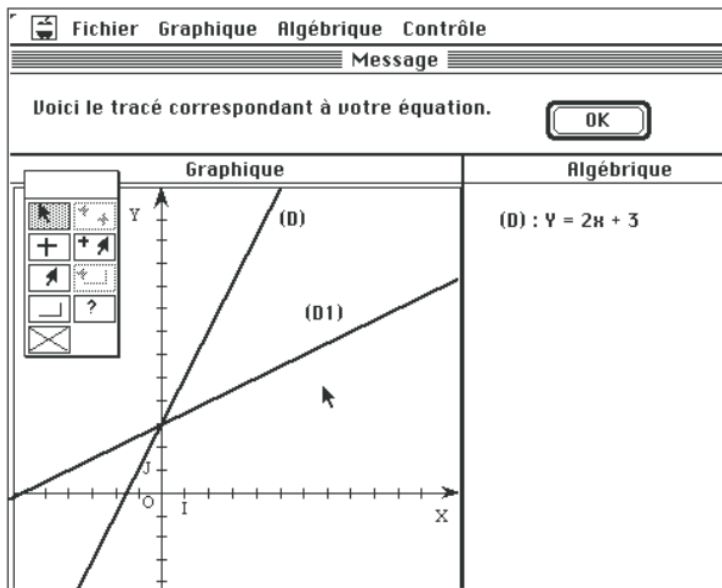 Fichier Graphique Algébrique Contrôle
Message
Voici le tracé correspondant à votre équation.
OK
Graphique
Algébrique
Y
(D)
(D) : Y = 2x + 3
?
(D1)
J
O
I
X